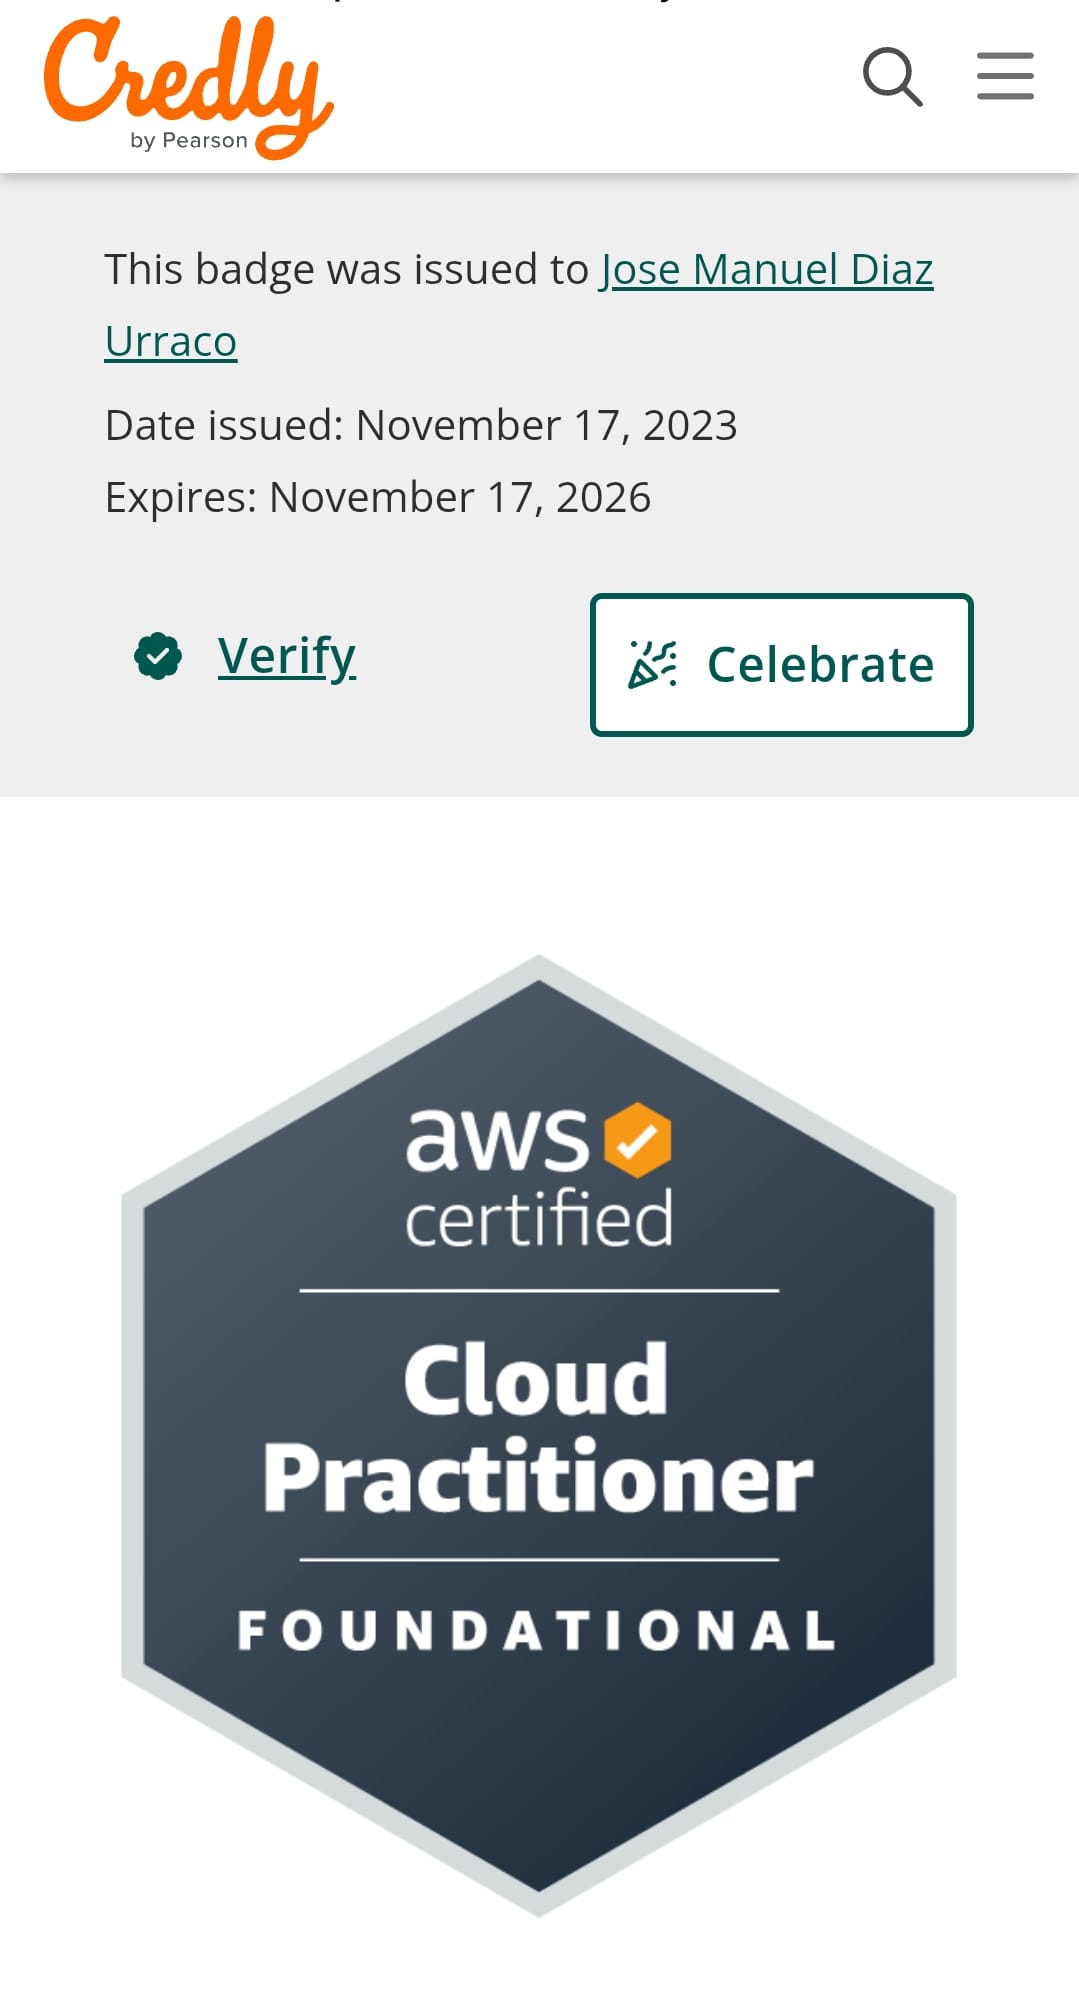 Credly
by Pearson
This badge was issued to Jose Manuel Diaz
Urraco
Date issued: November 17, 2023
Expires: November 17, 2026
Verify
Celebrate
aws
certified
Cloud
Practitioner
FOUNDATIONAL